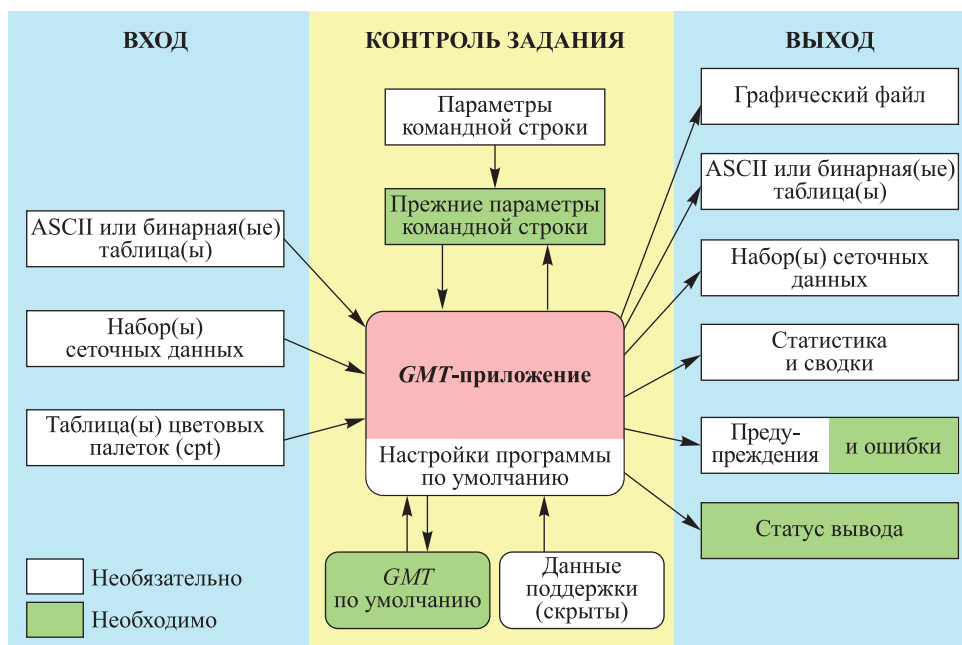 ВХОД
ASCII или бинарная(ые)
таблица(ы)
Набор(ы)
сеточных данных
Таблица(ы) цветовых
палеток (cpt)
Необязательно
Необходимо
КОНТРОЛЬ ЗАДАНИЯ
Параметры
командной строки
Прежние параметры
командной строки
GMT-приложение
Настройки программы
по умолчанию
GMT
по умолчанию
Данные
поддержки
(скрыты)
ВЫХОД
Графический файл
ASCII или бинарная(ые)
таблица(ы)
Набор(ы) сеточных
данных
Статистика
и сводки
Преду-
преждения
и ошибки
Статус вывода